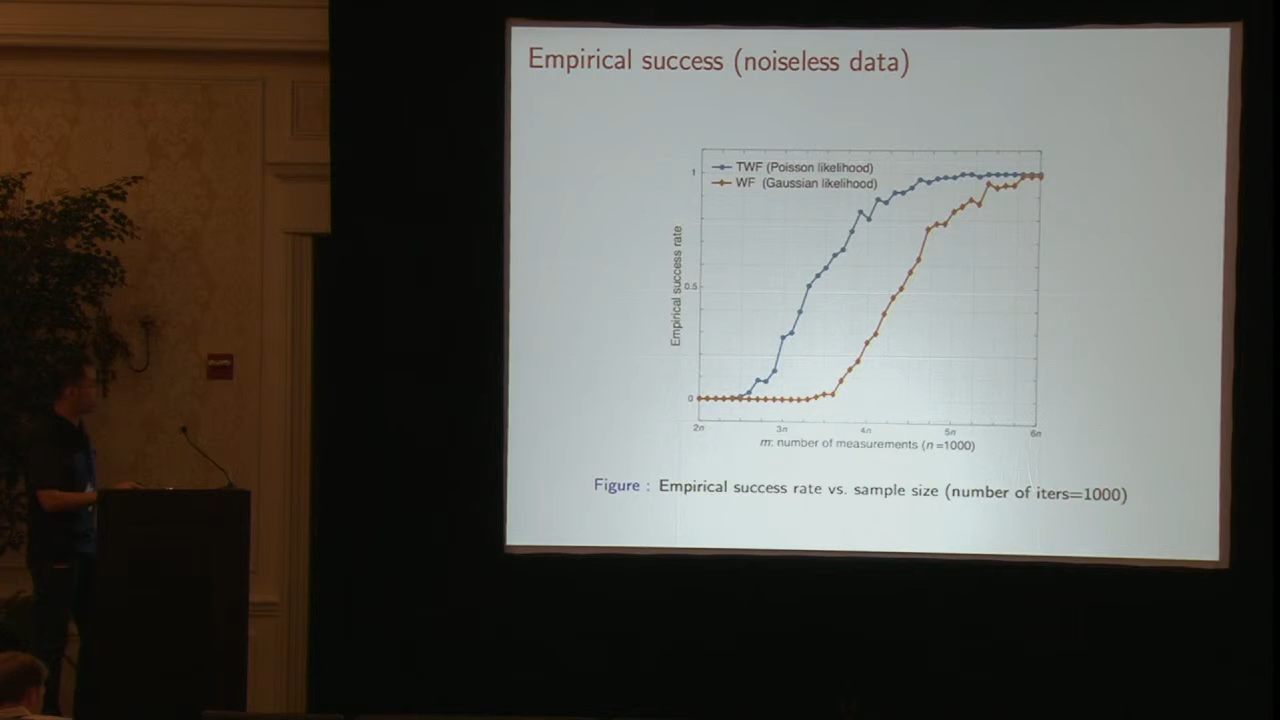 Empirical success (noiseless data)
TWF (Poisson likelihood)
WF (Gaussian likelihood)
1
0.5
0
Empirical success rate
2n 3n 4n 5n 6n
m: number of measurements (n =1000)
Figure : Empirical success rate vs. sample size (number of iters=1000)